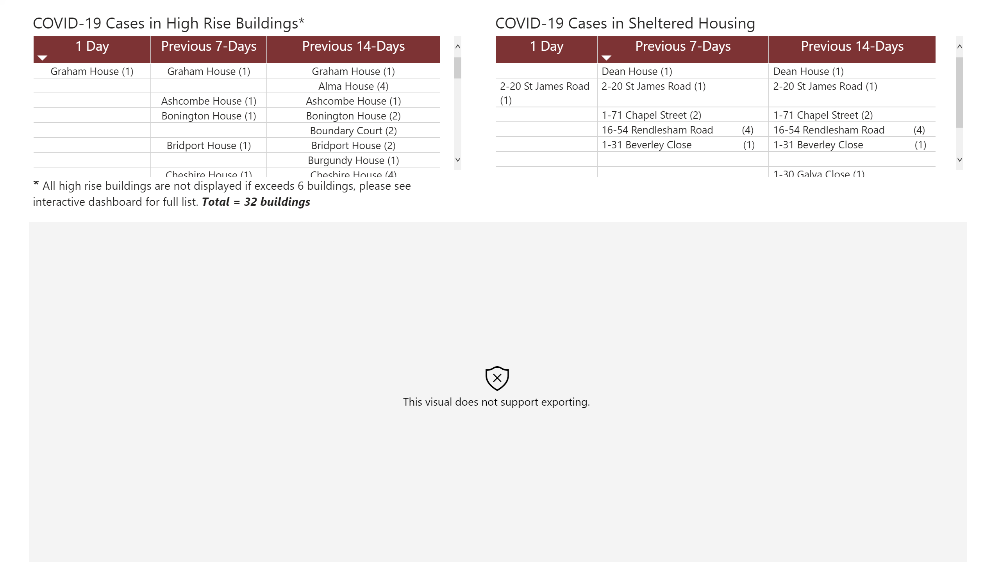 COVID-19 Cases in High Rise Buildings*
1 Day Previous 7-Days Previous 14-Days
Graham House (1) Graham House (1) Graham House (1)
Alma House (4)
Ashcombe House (1) Ashcombe House (1)
Bonington House (1) Bonington House (2)
Boundary Court (2)
Bridport House (1) Bridport House (2)
Burgundy House (1)
Cheshire House (1) Cheshire House (4)
* All high rise buildings are not displayed if exceeds 6 buildings, please see
interactive dashboard for full list. Total = 32 buildings
COVID-19 Cases in Sheltered Housing
1 Day Previous 7-Days Previous 14-Days
Dean House (1) Dean House (1)
2-20 St James Road 2-20 St James Road (1) 2-20 St James Road (1)
(1)
1-71 Chapel Street (2) 1-71 Chapel Street (2)
16-54 Rendlesham Road (4) 16-54 Rendlesham Road (4)
1-31 Beverley Close (1) 1-31 Beverley Close (1)
1-30 Galva Close (1)
This visual does not support exporting.